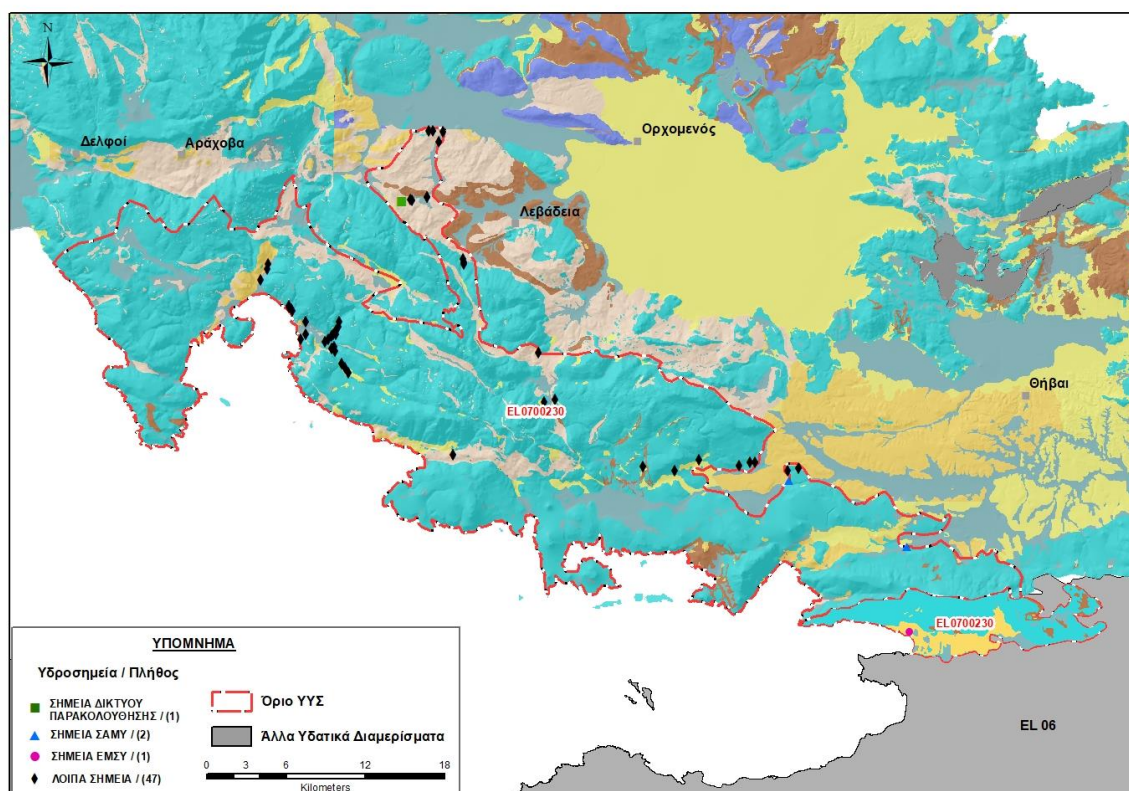 N
Δελφοί
Αράχοβα
Ορχομενός
Λεβάδεια
Θήβαι
EL0700230
EL0700230
EL 06
ΥΠΟΜΝΗΜΑ
Υδροσημεία / Πλήθος
ΣΗΜΕΙΑ ΔΙΚΤΥΟΥ
ΠΑΡΑΚΟΛΟΥΘΗΣΗΣ / (1)
ΣΗΜΕΙΑ ΣΑΜΥ / (2)
ΣΗΜΕΙΑ ΕΜΣΥ / (1)
ΛΟΙΠΑ ΣΗΜΕΙΑ / (47)
Όριο ΥΥΣ
Άλλα Υδατικά Διαμερίσματα
0 3 6 12 18
Kilometers